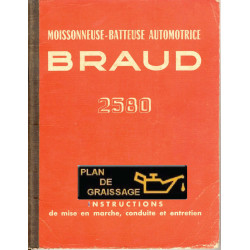 MOISSONNEUSE-BATTEUSE AUTOMOTRICE
BRAUD
2580
PLAN
DE
GRAISSAGE
INSTRUCTIONS
de mise en marche, conduite et entretien